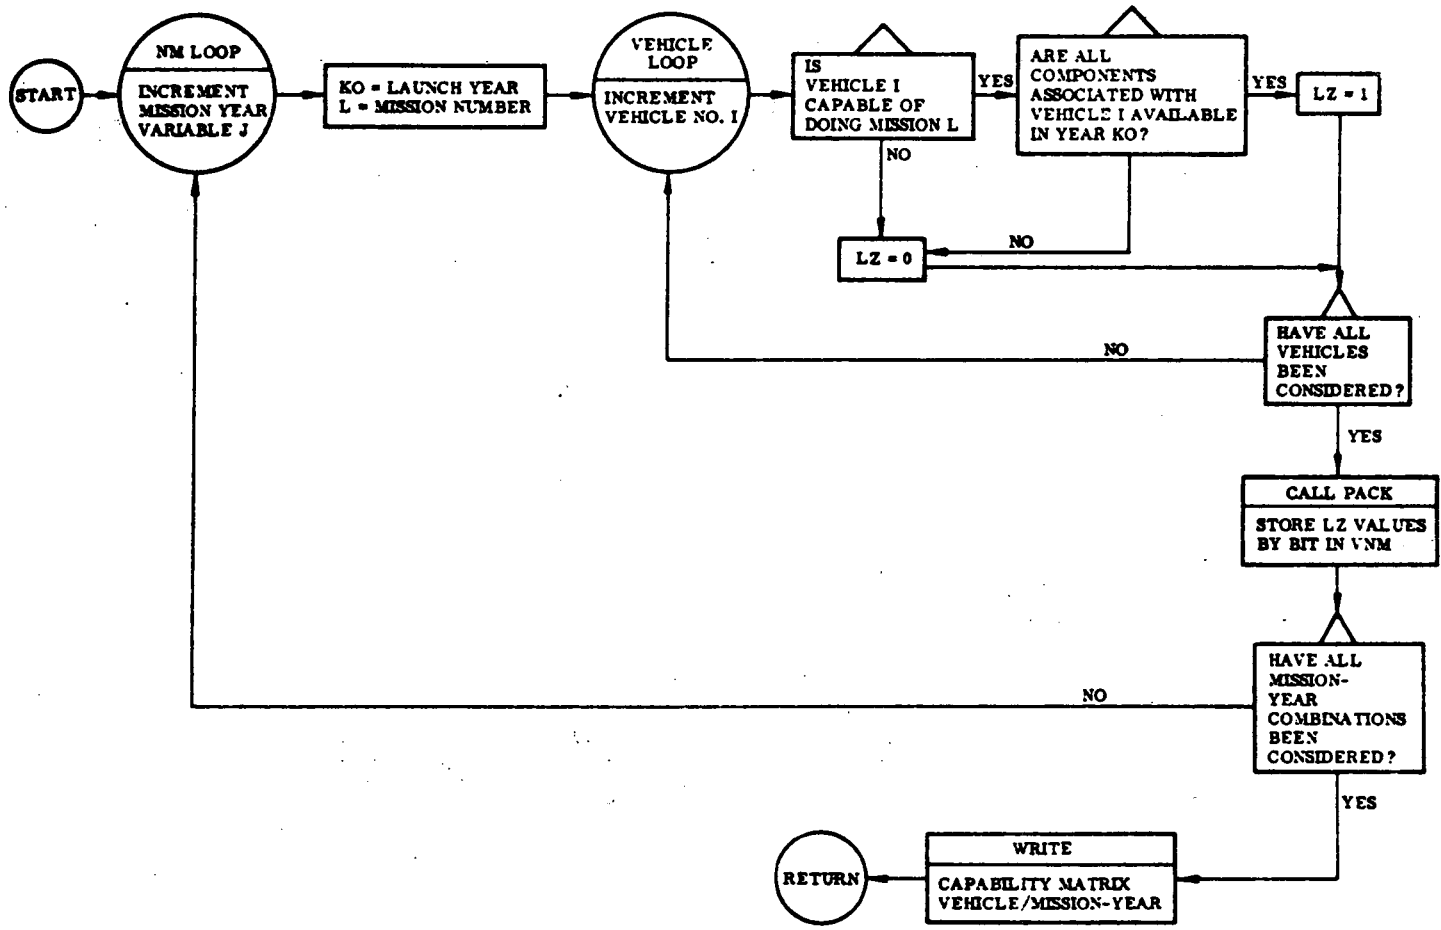 START
NM LOOP
INCREMENT
MISSION YEAR
VARIABLE J
KO = LAUNCH YEAR
L = MISSION NUMBER
VEHICLE
LOOP
INCREMENT
VEHICLE NO. I
IS
VEHICLE I
CAPABLE OF
DOING MISSION L
YES
NO
ARE ALL
COMPONENTS
ASSOCIATED WITH
VEHICLE I AVAILABLE
IN YEAR KO?
YES
NO
LZ = 1
LZ = 0
HAVE ALL
VEHICLES
BEEN
CONSIDERED?
NO
YES
CALL PACK
STORE LZ VALUES
BY BIT IN VNM
HAVE ALL
MISSION-
YEAR
COMBINATIONS
BEEN
CONSIDERED?
NO
YES
WRITE
CAPABILITY MATRIX
VEHICLE/MISSION-YEAR
RETURN